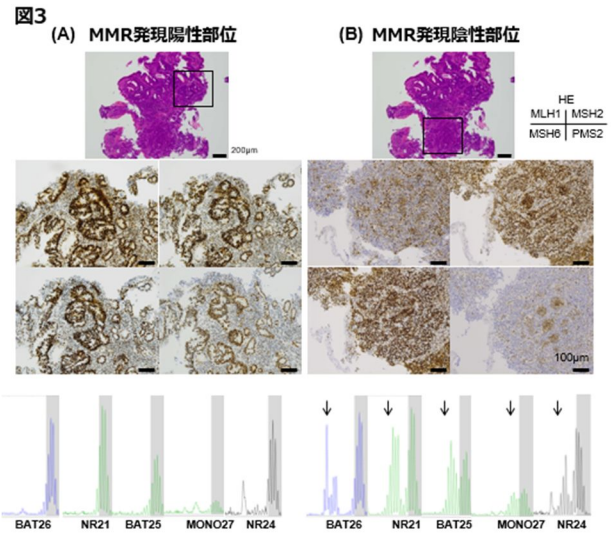 図3
(A) MMR発現陽性部位
(B) MMR発現陰性部位
HE
MLH1 MSH2
MSH6 PMS2
200μm
100μm
BAT26 NR21 BAT25 MONO27 NR24
BAT26 NR21 BAT25 MONO27 NR24